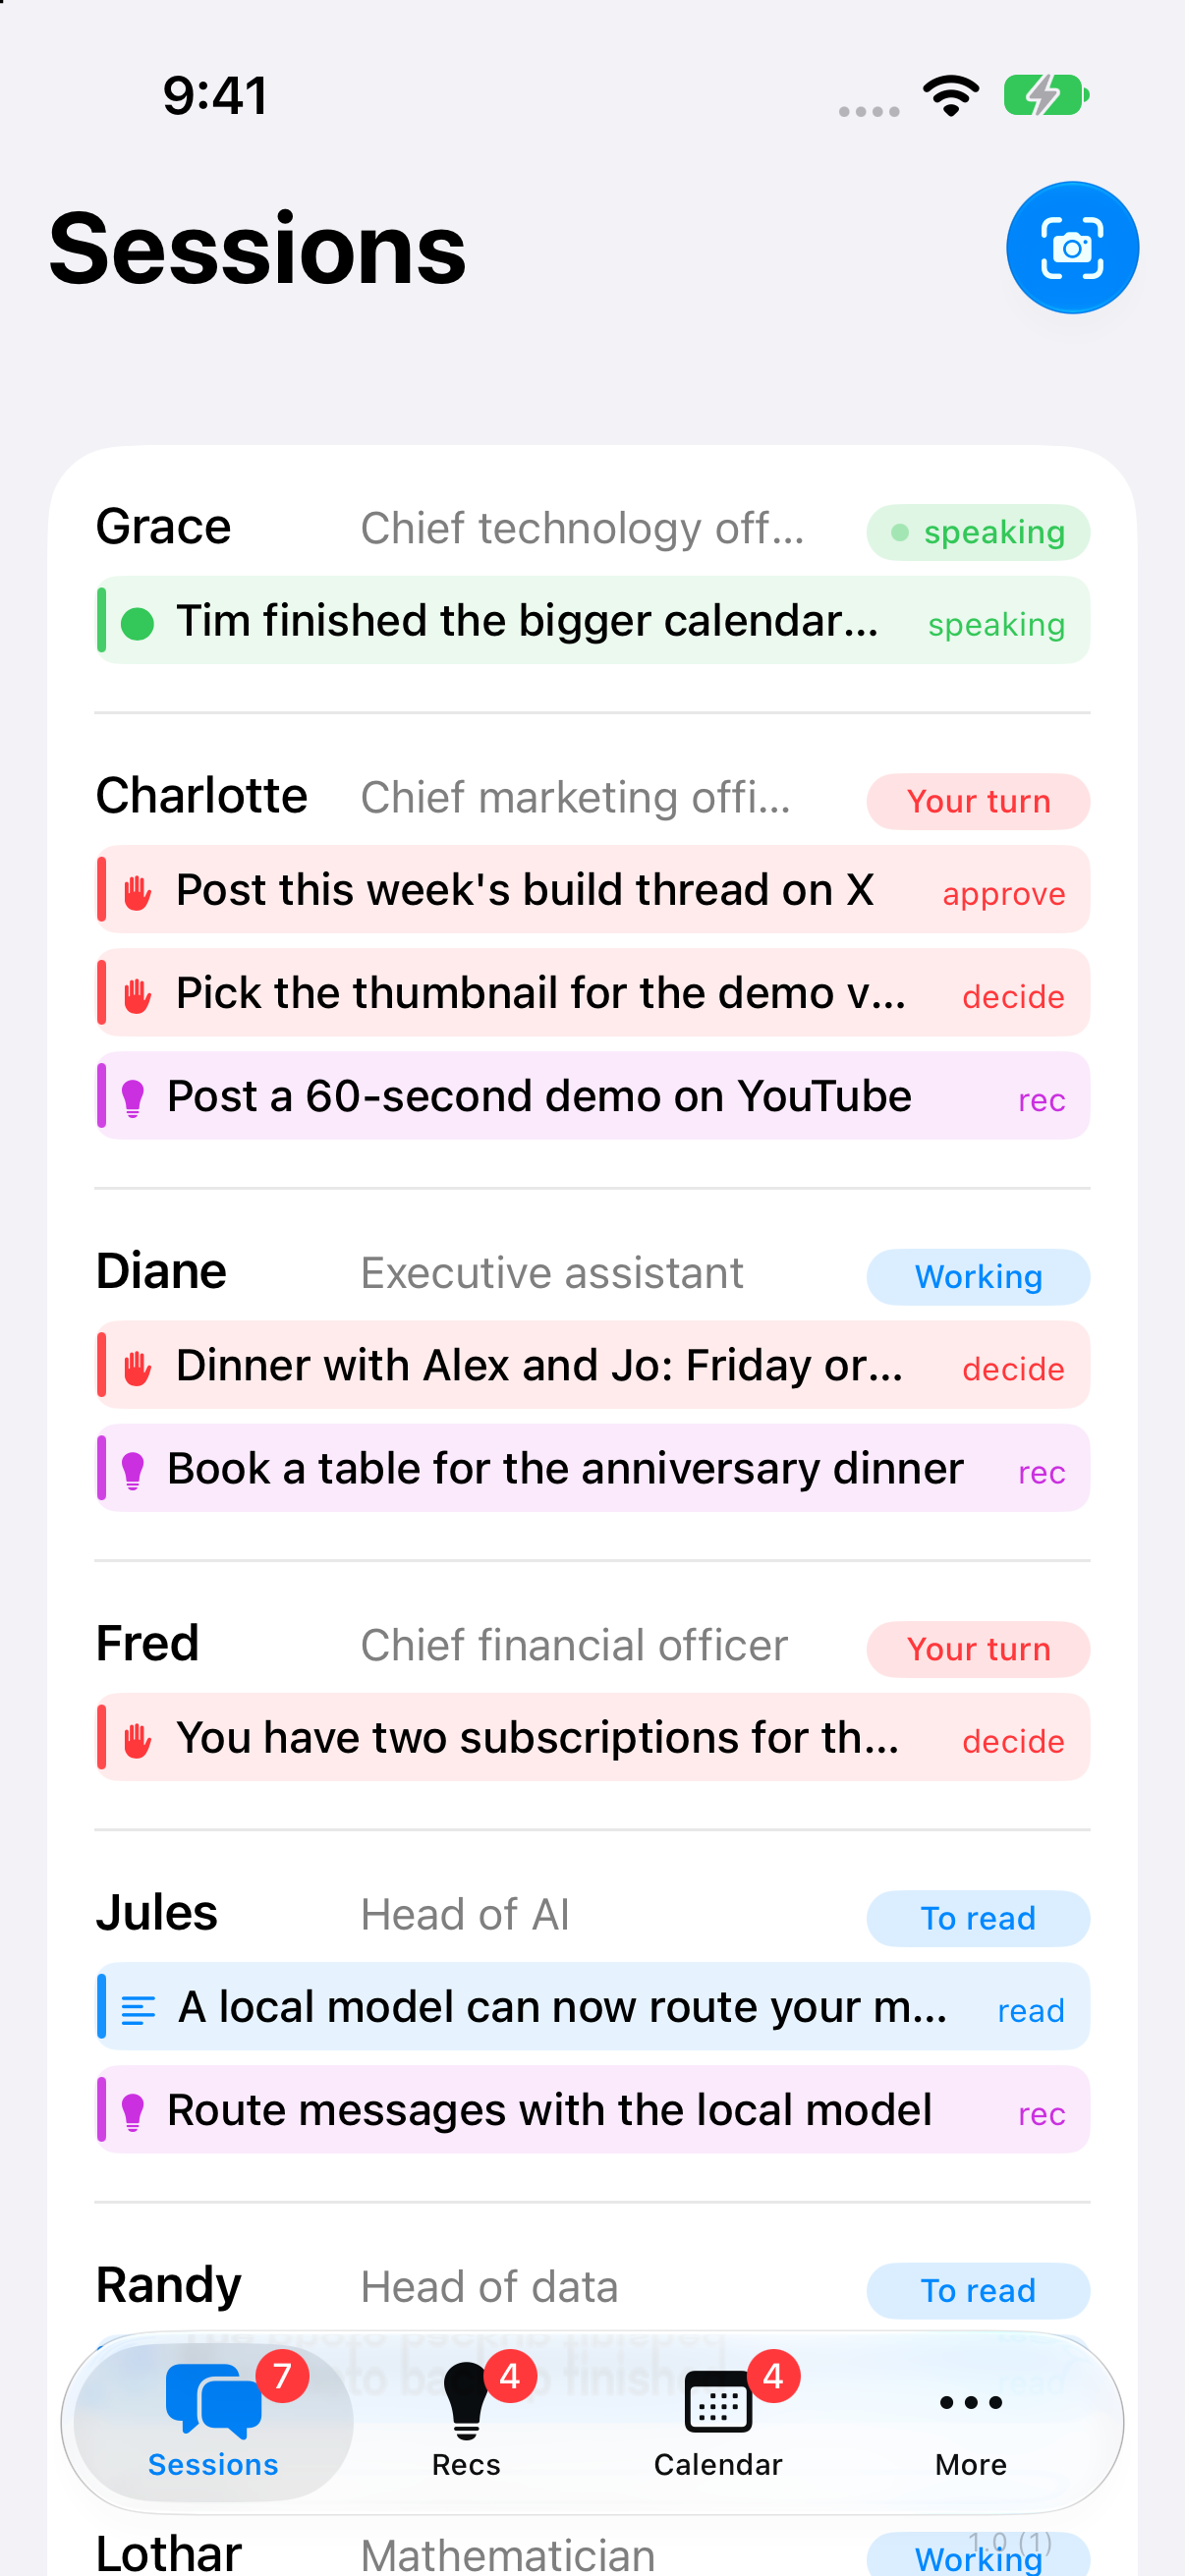 9:41
Sessions
Grace Chief technology off... speaking
Tim finished the bigger calendar... speaking
Charlotte Chief marketing offi... Your turn
Post this week's build thread on X approve
Pick the thumbnail for the demo v... decide
Post a 60-second demo on YouTube rec
Diane Executive assistant Working
Dinner with Alex and Jo: Friday or... decide
Book a table for the anniversary dinner rec
Fred Chief financial officer Your turn
You have two subscriptions for th... decide
Jules Head of AI To read
A local model can now route your m... read
Route messages with the local model rec
Randy Head of data To read
7 4 4
Sessions Recs Calendar More
1.0 (1)
Lothar Mathematician Working